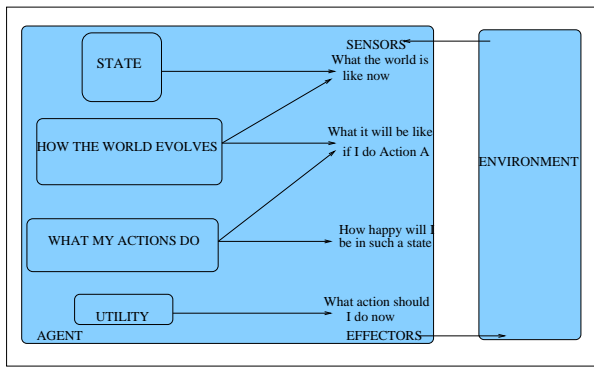 SENSORS
STATE
What the world is
like now
HOW THE WORLD EVOLVES
What it will be like
if I do Action A
ENVIRONMENT
WHAT MY ACTIONS DO
How happy will I
be in such a state
UTILITY
What action should
I do now
AGENT
EFFECTORS